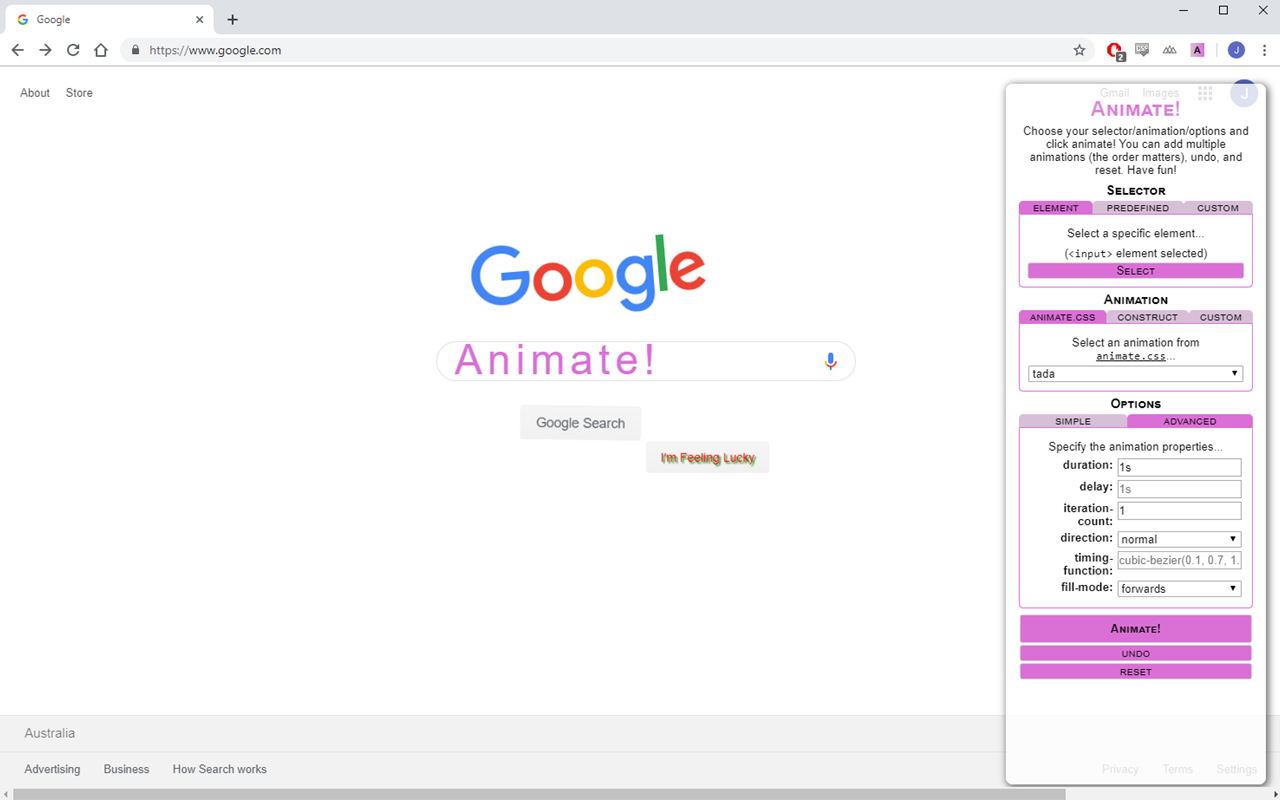 Google
https://www.google.com
2
CSS
A
J
About Store
Gmail Images
J
Animate!
Choose your selector/animation/options and
click animate! You can add multiple
animations (the order matters), undo, and
reset. Have fun!
Selector
ELEMENT PREDEFINED CUSTOM
Select a specific element...
(<input> element selected)
Select
Animation
ANIMATE.CSS CONSTRUCT CUSTOM
Select an animation from
animate.css...
tada
Options
SIMPLE ADVANCED
Specify the animation properties...
duration: 1s
delay: 1s
iteration-
count: 1
direction: normal
timing-
function: cubic-bezier(0.1, 0.7, 1.
fill-mode: forwards
Animate!
UNDO
RESET
Google
Animate!
Google Search
I'm Feeling Lucky
Australia
Advertising Business How Search works
Privacy Terms Settings